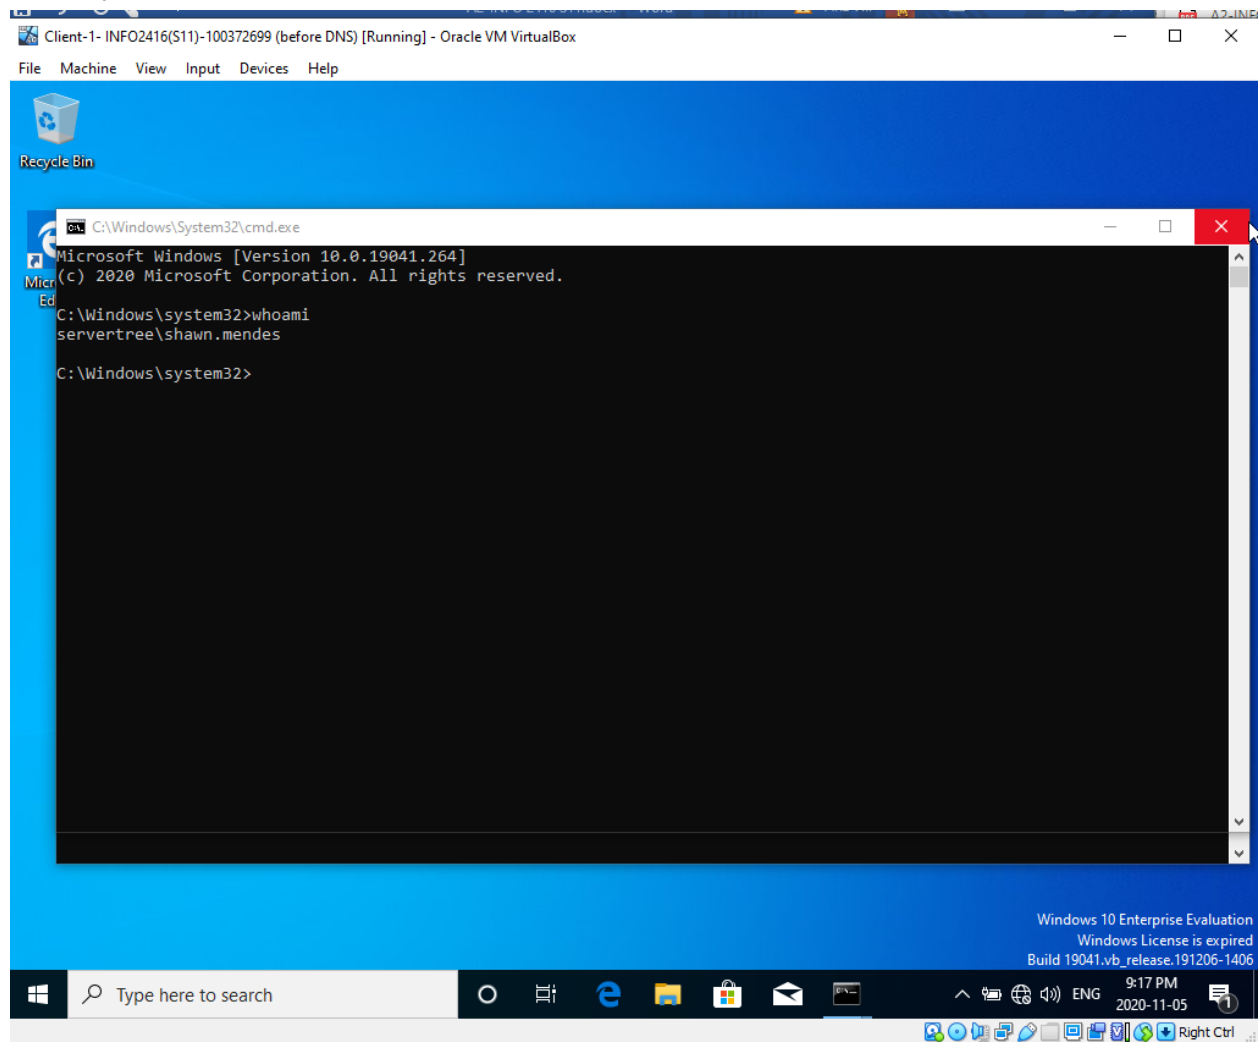 Client-1- INFO2416(S11)-100372699 (before DNS) [Running] - Oracle VM VirtualBox
File Machine View Input Devices Help
Recycle Bin
C:\Windows\System32\cmd.exe
Microsoft Windows [Version 10.0.19041.264]
(c) 2020 Microsoft Corporation. All rights reserved.
C:\Windows\system32>whoami
servertree\shawn.mendes
C:\Windows\system32>
Windows 10 Enterprise Evaluation
Windows License is expired
Build 19041.vb_release.191206-1406
Type here to search
ENG
9:17 PM
2020-11-05
1
Right Ctrl